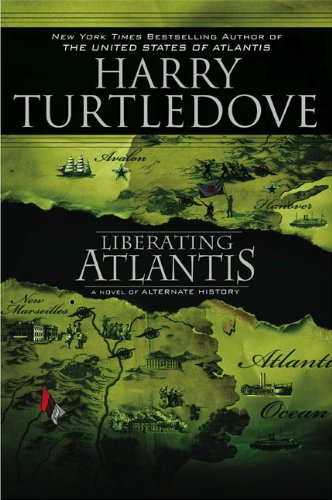 New York Times Bestselling Author of
THE UNITED STATES OF ATLANTIS
HARRY
TURTLEDOVE
Avalon
Hanover
LIBERATING
ATLANTIS
A NOVEL OF ALTERNATE HISTORY
New
Marseilles
Atlanti
Ocean